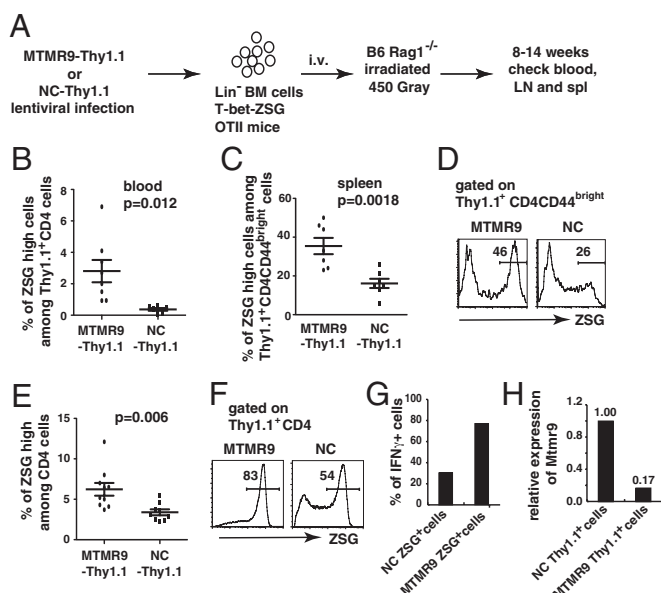 A
MTMR9-Thy1.1
or
NC-Thy1.1
lentiviral infection
Lin- BM cells
T-bet-ZSG
OTII mice
i.v.
B6 Rag1-/-
irradiated
450 Gray
8-14 weeks
check blood,
LN and spl
B
% of ZSG high cells
among Thy1.1+CD4 cells
8
6
4
2
0
blood
p=0.012
MTMR9
-Thy1.1
NC
-Thy1.1
C
% of ZSG high cells among
Thy1.1+CD4CD44bright cells
60
40
20
0
spleen
p=0.0018
MTMR9
-Thy1.1
NC
-Thy1.1
D
gated on
Thy1.1+ CD4CD44bright
MTMR9
NC
46
26
ZSG
E
% of ZSG high
among CD4 cells
15
10
5
0
p=0.006
MTMR9
-Thy1.1
NC
-Thy1.1
F
gated on
Thy1.1+CD4
MTMR9
NC
83
54
ZSG
G
% of IFNγ+ cells
100
80
60
40
20
0
NC ZSG+cells
MTMR9 ZSG+cells
H
relative expression
of Mtmr9
1.2
0.8
0.4
0.0
1.00
0.17
NC Thy1.1+cells
MTMR9 Thy1.1+cells